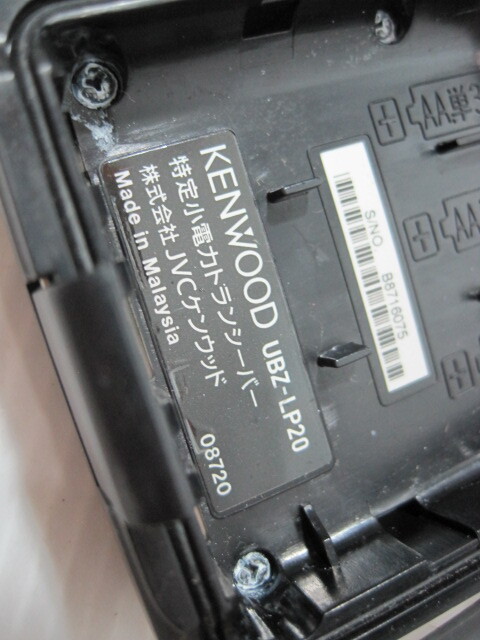 KENWOOD UBZ-LP20
特定小電力トランシーバー
株式会社 JVCケンウッド
Made in Malaysia
08720
S/NO. B8716075
AA単3
AA